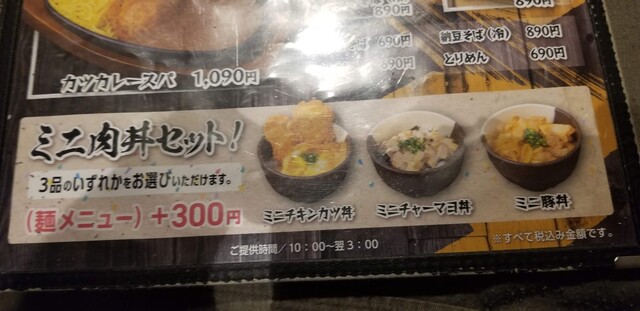 890円
690円
690円
890円
納豆そば(冷) 890円
とりめん 690円
カツカレースパ 1,090円
ミニ肉丼セット!
3品のいずれかをお選びいただけます。
(麺メニュー)+300円
ミニチキンカツ丼
ミニチャーマヨ丼
ミニ豚丼
ご提供時間/10:00~翌3:00
※すべて税込み金額です。